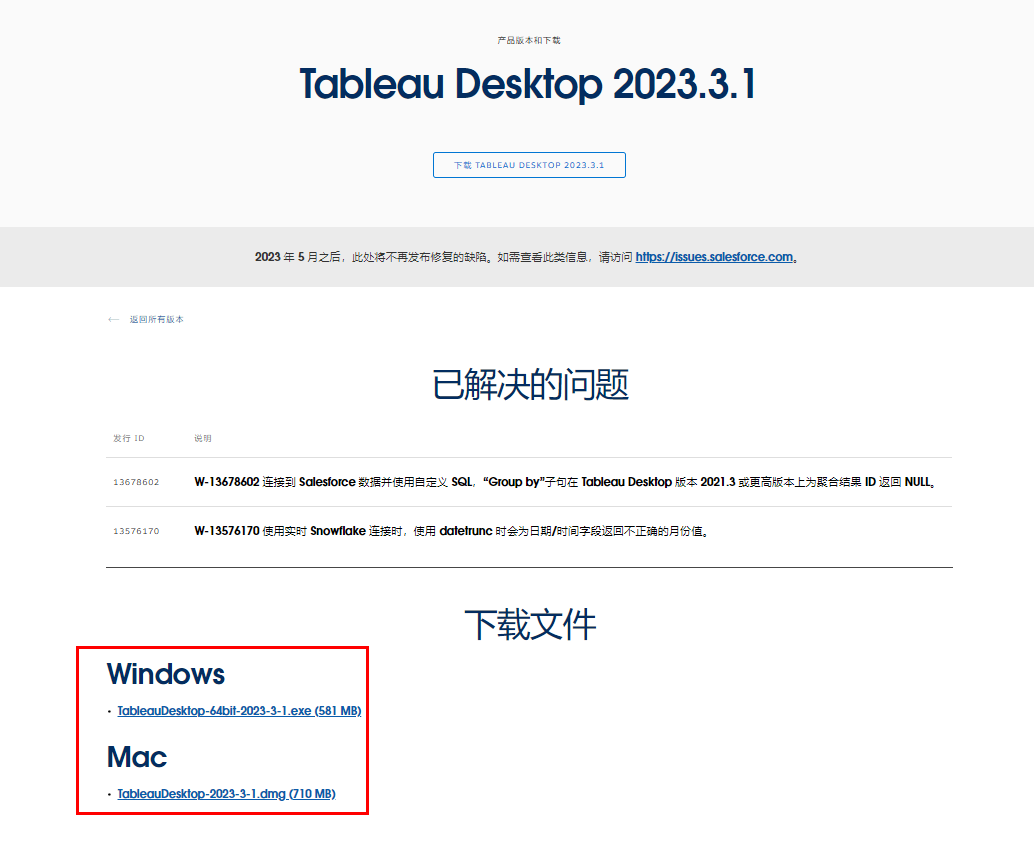 产品版本和下载
Tableau Desktop 2023.3.1
下载 TABLEAU DESKTOP 2023.3.1
2023 年 5 月之后，此处将不再发布修复的缺陷。如需查看此类信息，请访问 https://issues.salesforce.com。
← 返回所有版本
已解决的问题
发行 ID 说明
13678602 W-13678602 连接到 Salesforce 数据并使用自定义 SQL，“Group by”子句在 Tableau Desktop 版本 2021.3 或更高版本上为聚合结果 ID 返回 NULL。
13576170 W-13576170 使用实时 Snowflake 连接时，使用 datetrunc 时会为日期/时间字段返回不正确的月份值。
下载文件
Windows
• TableauDesktop-64bit-2023-3-1.exe (581 MB)
Mac
• TableauDesktop-2023-3-1.dmg (710 MB)